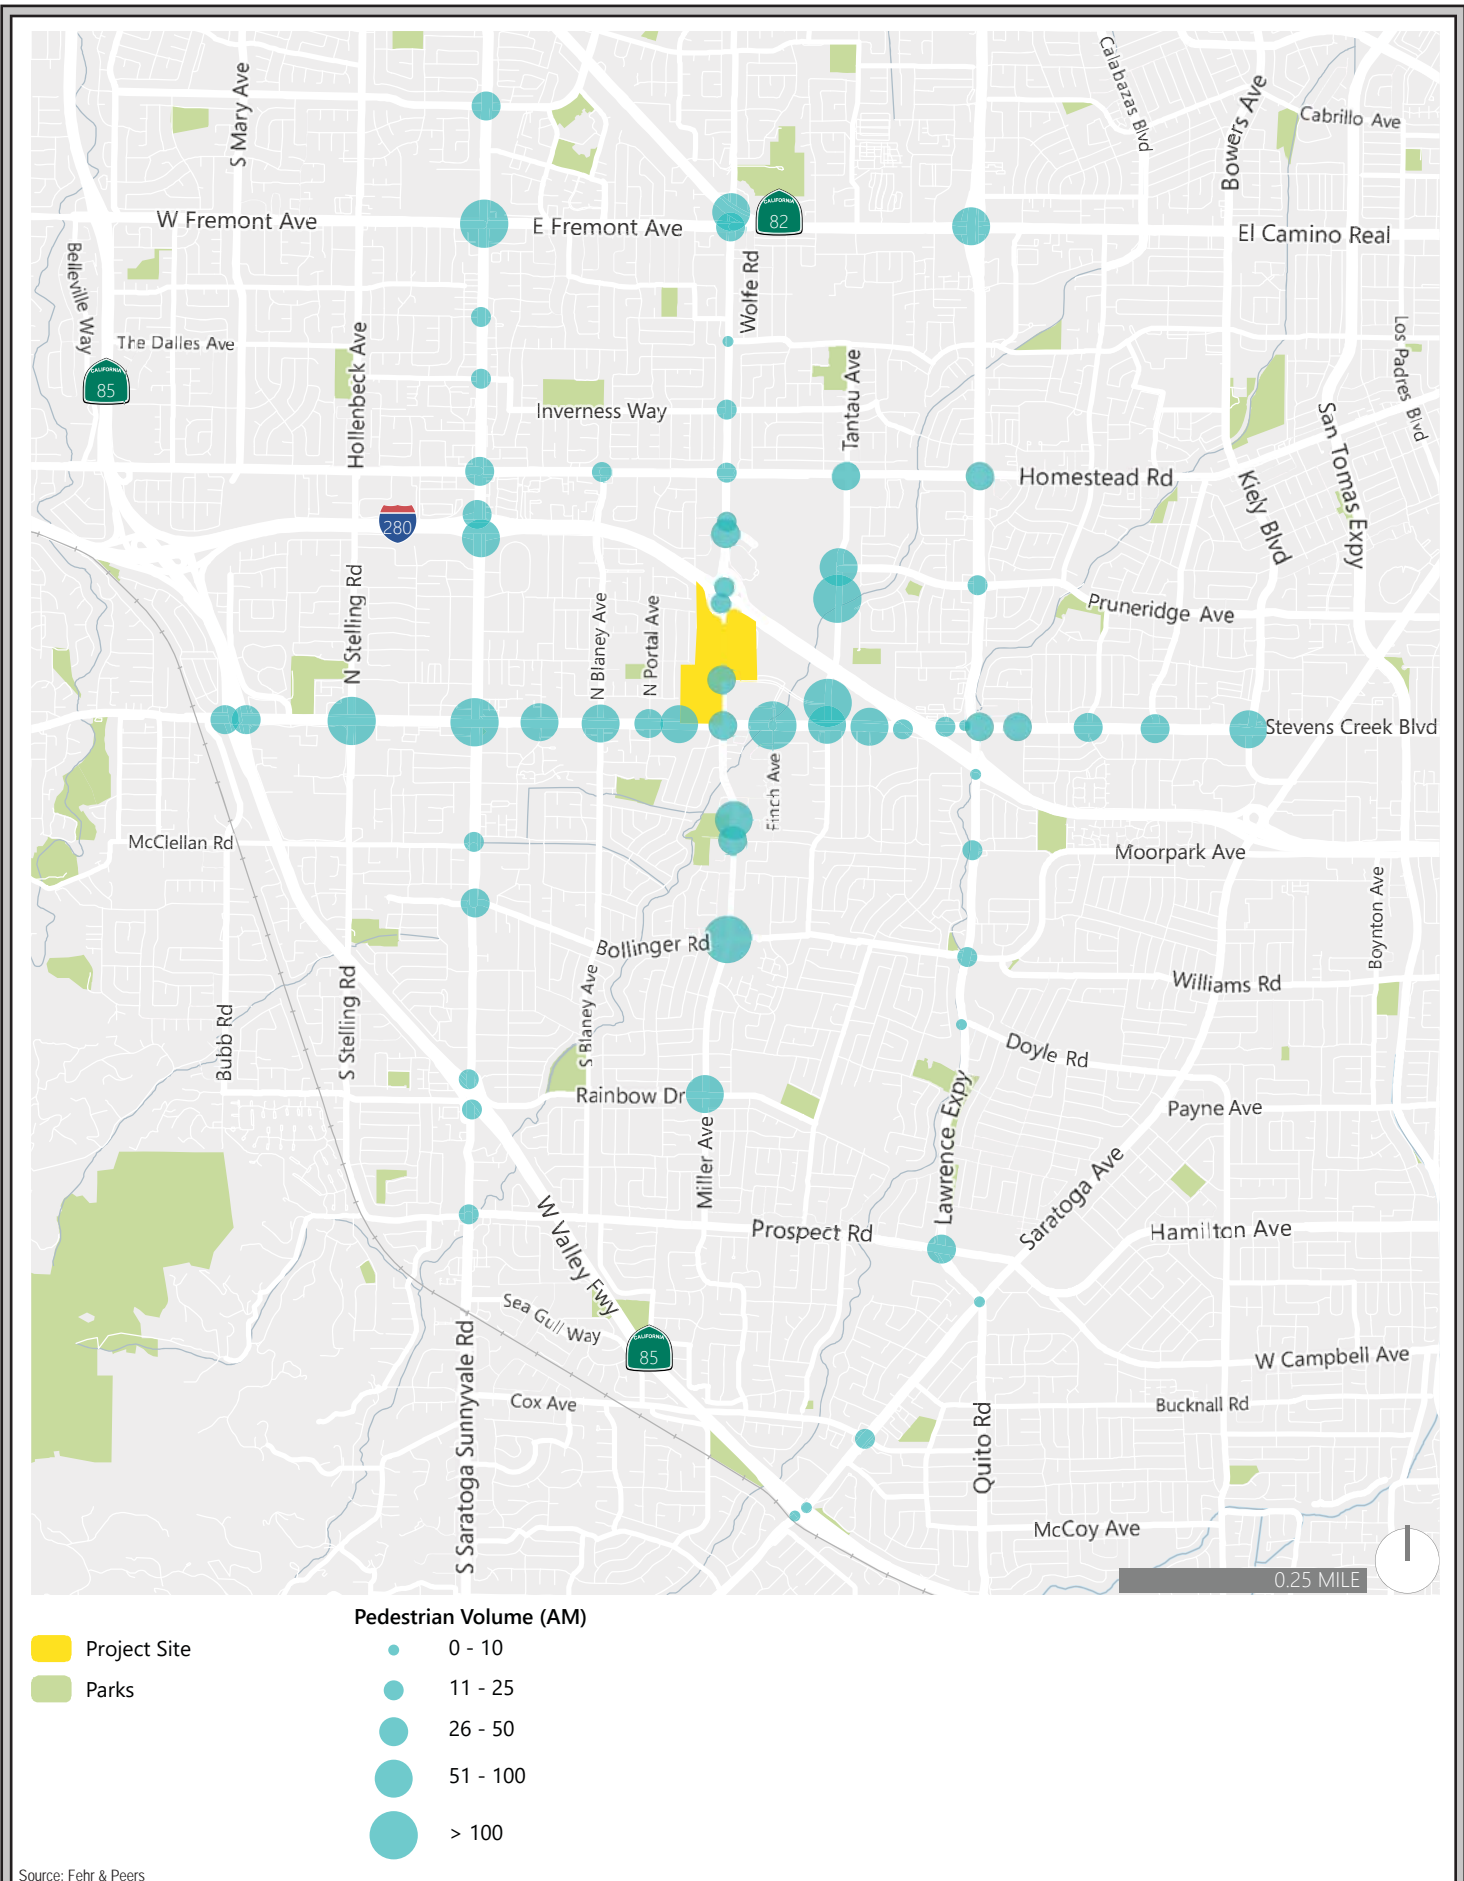 S Mary Ave
Calabazas Blvd
Bowers Ave
Cabrillo Ave
W Fremont Ave
E Fremont Ave
CALIFORNIA
82
El Camino Real
Belleville Way
Wolfe Rd
The Dalles Ave
Hollenbeck Ave
Tantau Ave
Los Padres Blvd
CALIFORNIA
85
Inverness Way
San Tomas Expy
Homestead Rd
Kiely Blvd
280
N Stelling Rd
N Blaney Ave
N Portal Ave
Pruneridge Ave
Stevens Creek Blvd
Finch Ave
McClellan Rd
Moorpark Ave
Boynton Ave
Bollinger Rd
S Blaney Ave
Williams Rd
S Stelling Rd
Bubb Rd
Doyle Rd
Rainbow Dr
Miller Ave
Lawrence Expy
Payne Ave
Saratoga Ave
W Valley Fwy
Prospect Rd
Hamilton Ave
Sea Gull Way
CALIFORNIA
85
S Saratoga Sunnyvale Rd
W Campbell Ave
Cox Ave
Bucknall Rd
Quito Rd
McCoy Ave
0.25 MILE
Pedestrian Volume (AM)
Project Site
Parks
0 - 10
11 - 25
26 - 50
51 - 100
> 100
Source: Fehr & Peers